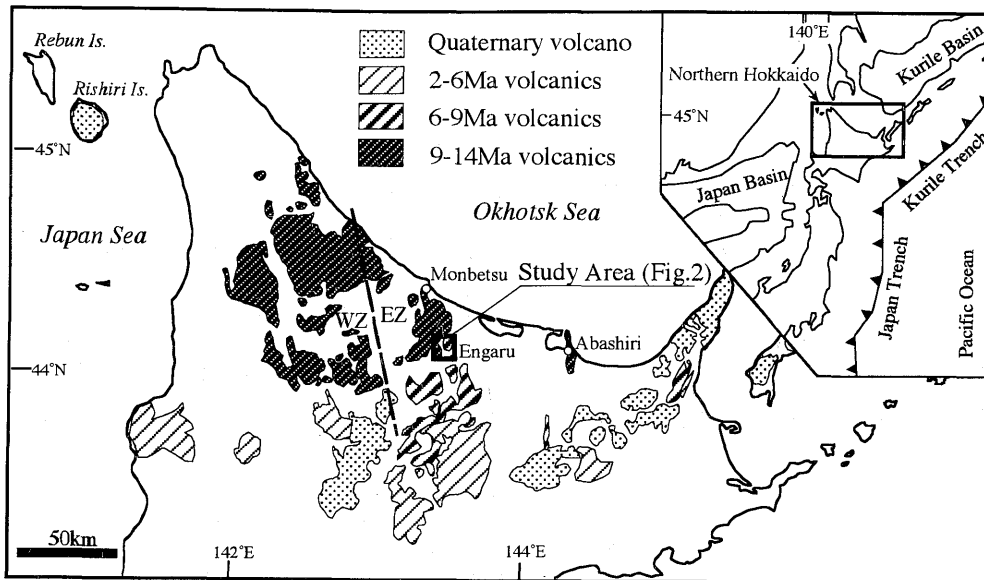 Rebun Is.
Rishiri Is.
45°N
Japan Sea
44°N
50km
142°E
144°E
Quaternary volcano
2-6Ma volcanics
6-9Ma volcanics
9-14Ma volcanics
Okhotsk Sea
Monbetsu
Study Area (Fig.2)
WZ
EZ
Engaru
Abashiri
140°E
Northern Hokkaido
Kurile Basin
45°N
Japan Basin
Kurile Trench
Japan Trench
Pacific Ocean